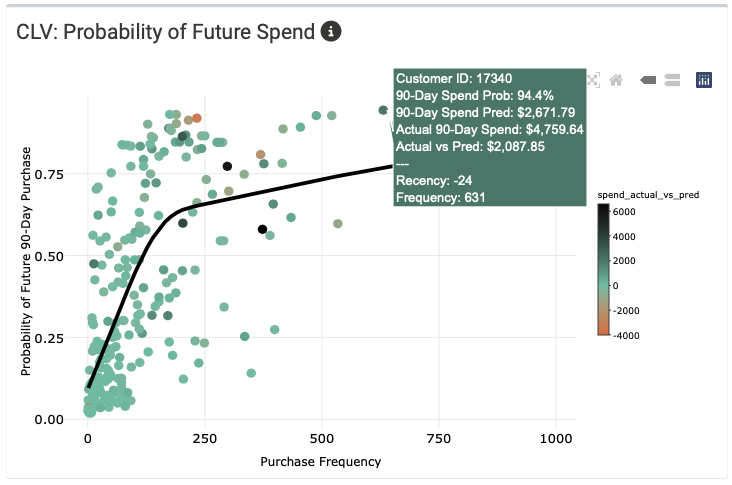 CLV: Probability of Future Spend
Customer ID: 17340
90-Day Spend Prob: 94.4%
90-Day Spend Pred: $2,671.79
Actual 90-Day Spend: $4,759.64
Actual vs Pred: $2,087.85
---
Recency: -24
Frequency: 631
Probability of Future 90-Day Purchase
0.75
0.50
0.25
0.00
0
250
500
750
1000
Purchase Frequency
spend_actual_vs_pred
6000
4000
2000
0
-2000
-4000